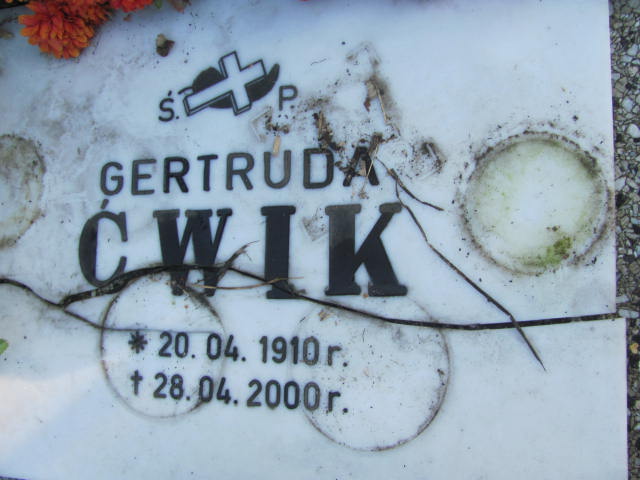 Ś. P.
GERTRUDA
ĆWIK
* 20. 04. 1910 r.
† 28. 04. 2000 r.